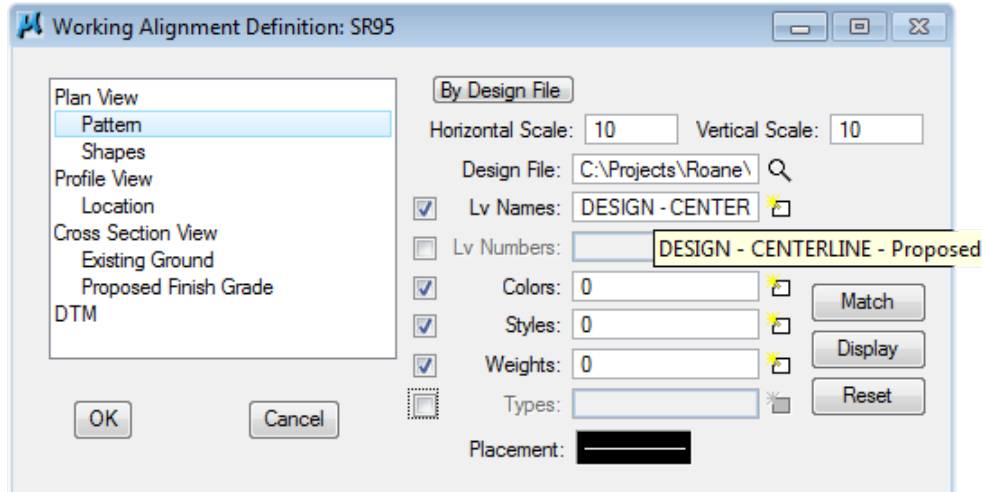 Working Alignment Definition: SR95
Plan View
Pattern
Shapes
Profile View
Location
Cross Section View
Existing Ground
Proposed Finish Grade
DTM
OK
Cancel
By Design File
Horizontal Scale: 10 Vertical Scale: 10
Design File: C:\Projects\Roane\
Lv Names: DESIGN - CENTER
Lv Numbers:
DESIGN - CENTERLINE - Proposed
Colors: 0
Styles: 0
Weights: 0
Types:
Placement:
Match
Display
Reset